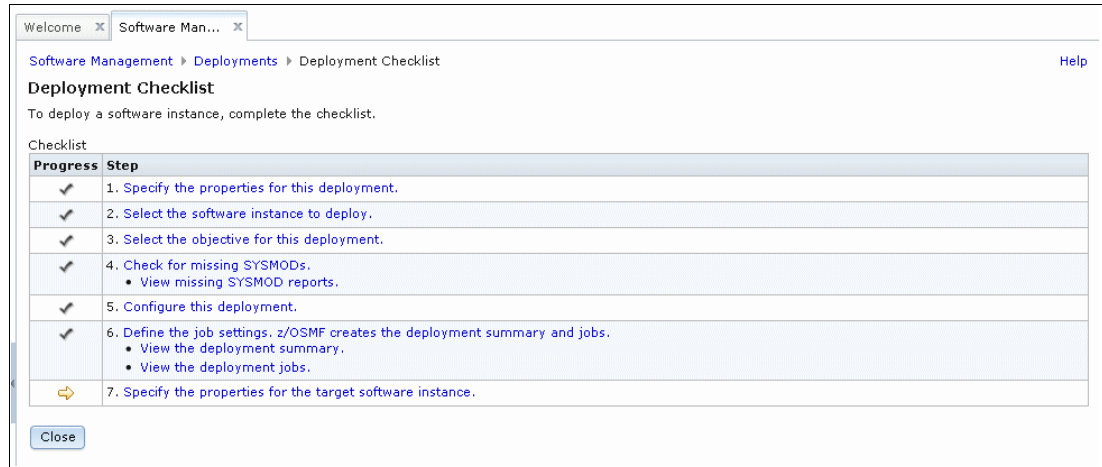 Welcome X Software Man... X
Software Management ▸ Deployments ▸ Deployment Checklist Help
Deployment Checklist
To deploy a software instance, complete the checklist.
Checklist
Progress Step
1. Specify the properties for this deployment.
2. Select the software instance to deploy.
3. Select the objective for this deployment.
4. Check for missing SYSMODs.
• View missing SYSMOD reports.
5. Configure this deployment.
6. Define the job settings. z/OSMF creates the deployment summary and jobs.
• View the deployment summary.
• View the deployment jobs.
7. Specify the properties for the target software instance.
Close